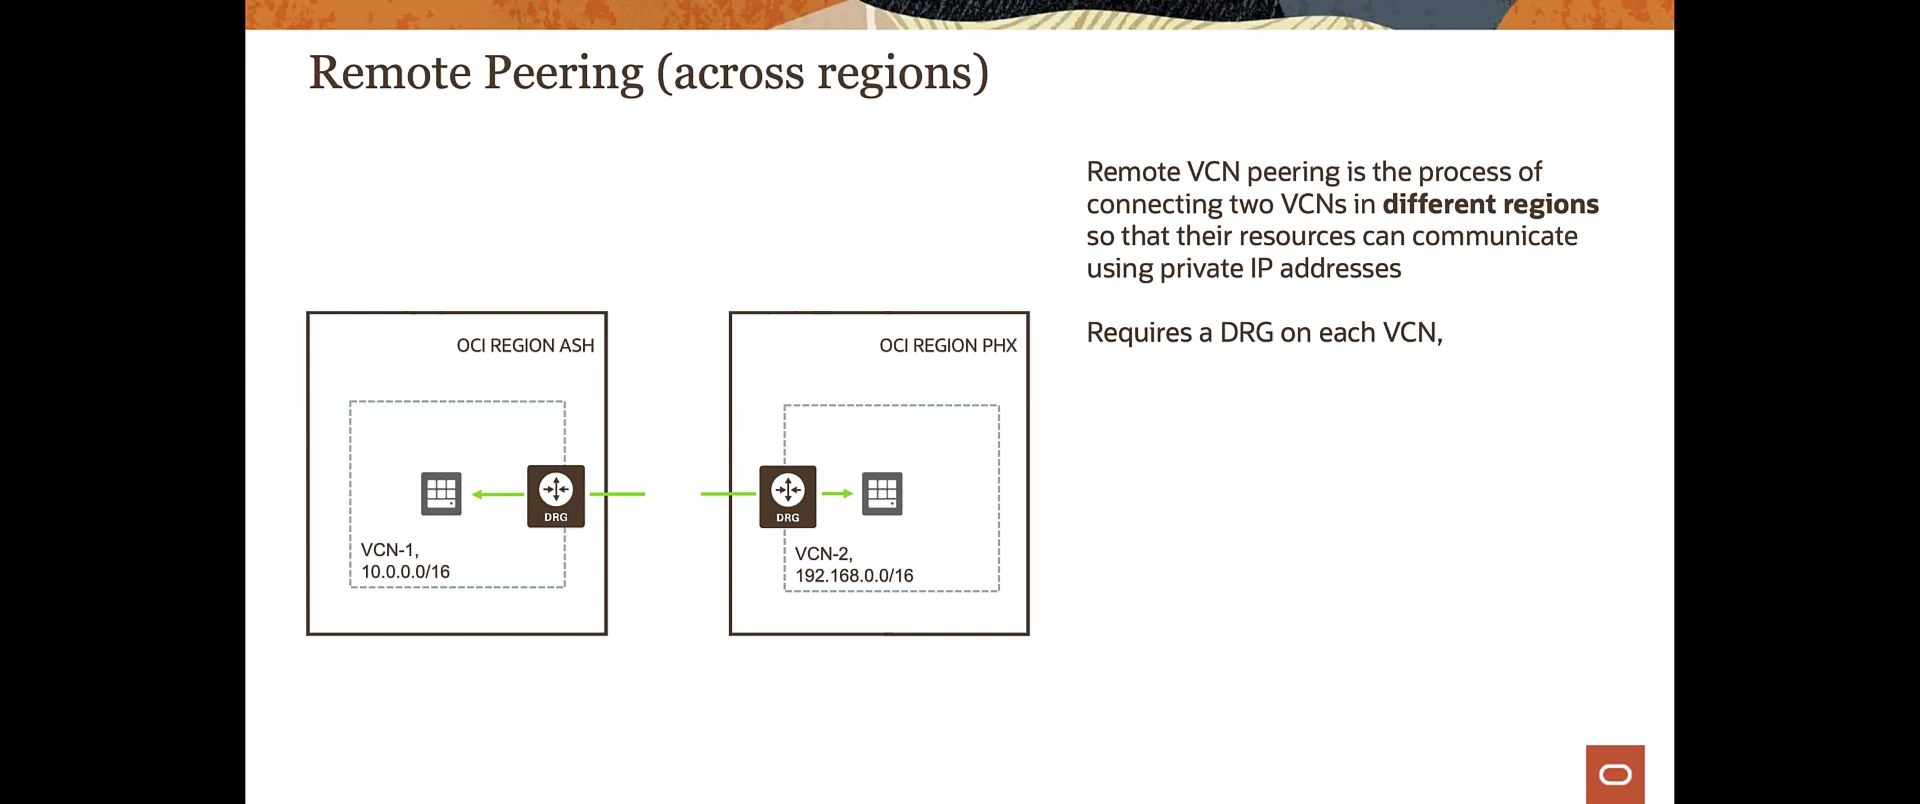 Remote Peering (across regions)
Remote VCN peering is the process of
connecting two VCNs in different regions
so that their resources can communicate
using private IP addresses
Requires a DRG on each VCN,
OCI REGION ASH
DRG
VCN-1,
10.0.0.0/16
OCI REGION PHX
DRG
VCN-2,
192.168.0.0/16